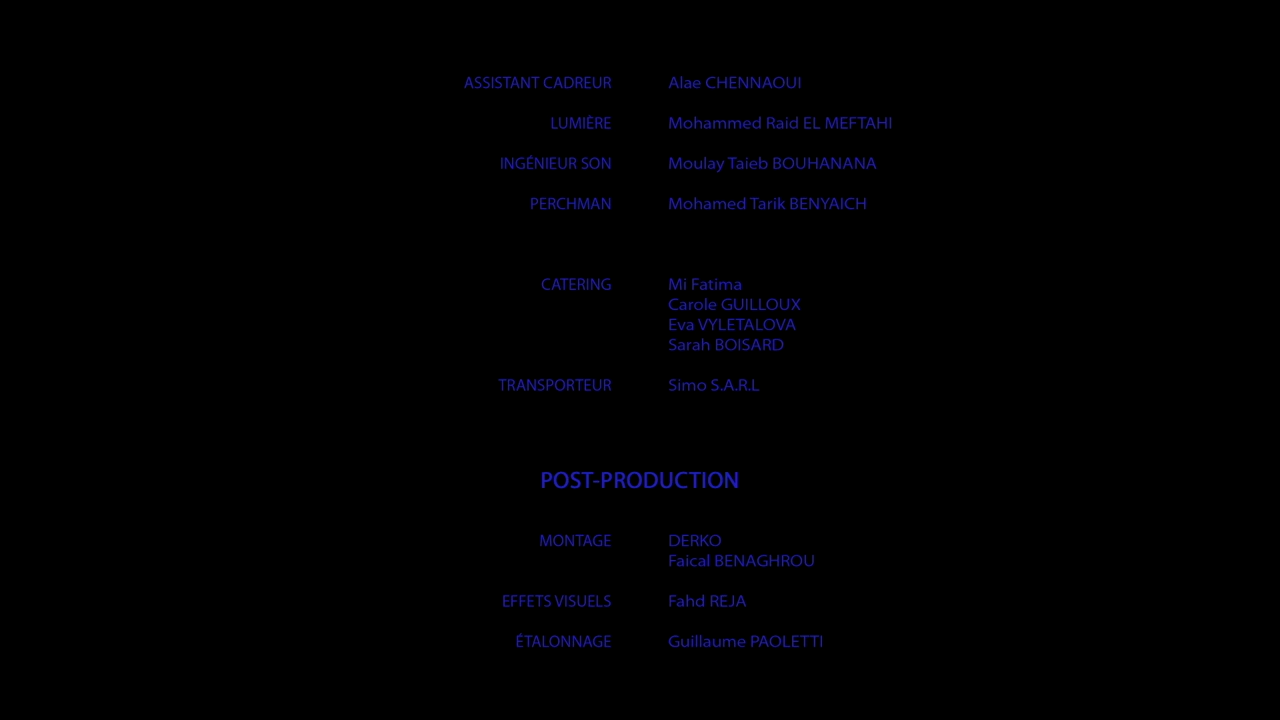 ASSISTANT CADREUR Alae CHENNAOUI
LUMIÈRE Mohammed Raid EL MEFTAHI
INGÉNIEUR SON Moulay Taieb BOUHANANA
PERCHMAN Mohamed Tarik BENYAICH
CATERING Mi Fatima
Carole GUILLOUX
Eva VYLETALOVA
Sarah BOISARD
TRANSPORTEUR Simo S.A.R.L
POST-PRODUCTION
MONTAGE DERKO
Faical BENAGHROU
EFFETS VISUELS Fahd REJA
ÉTALONNAGE Guillaume PAOLETTI